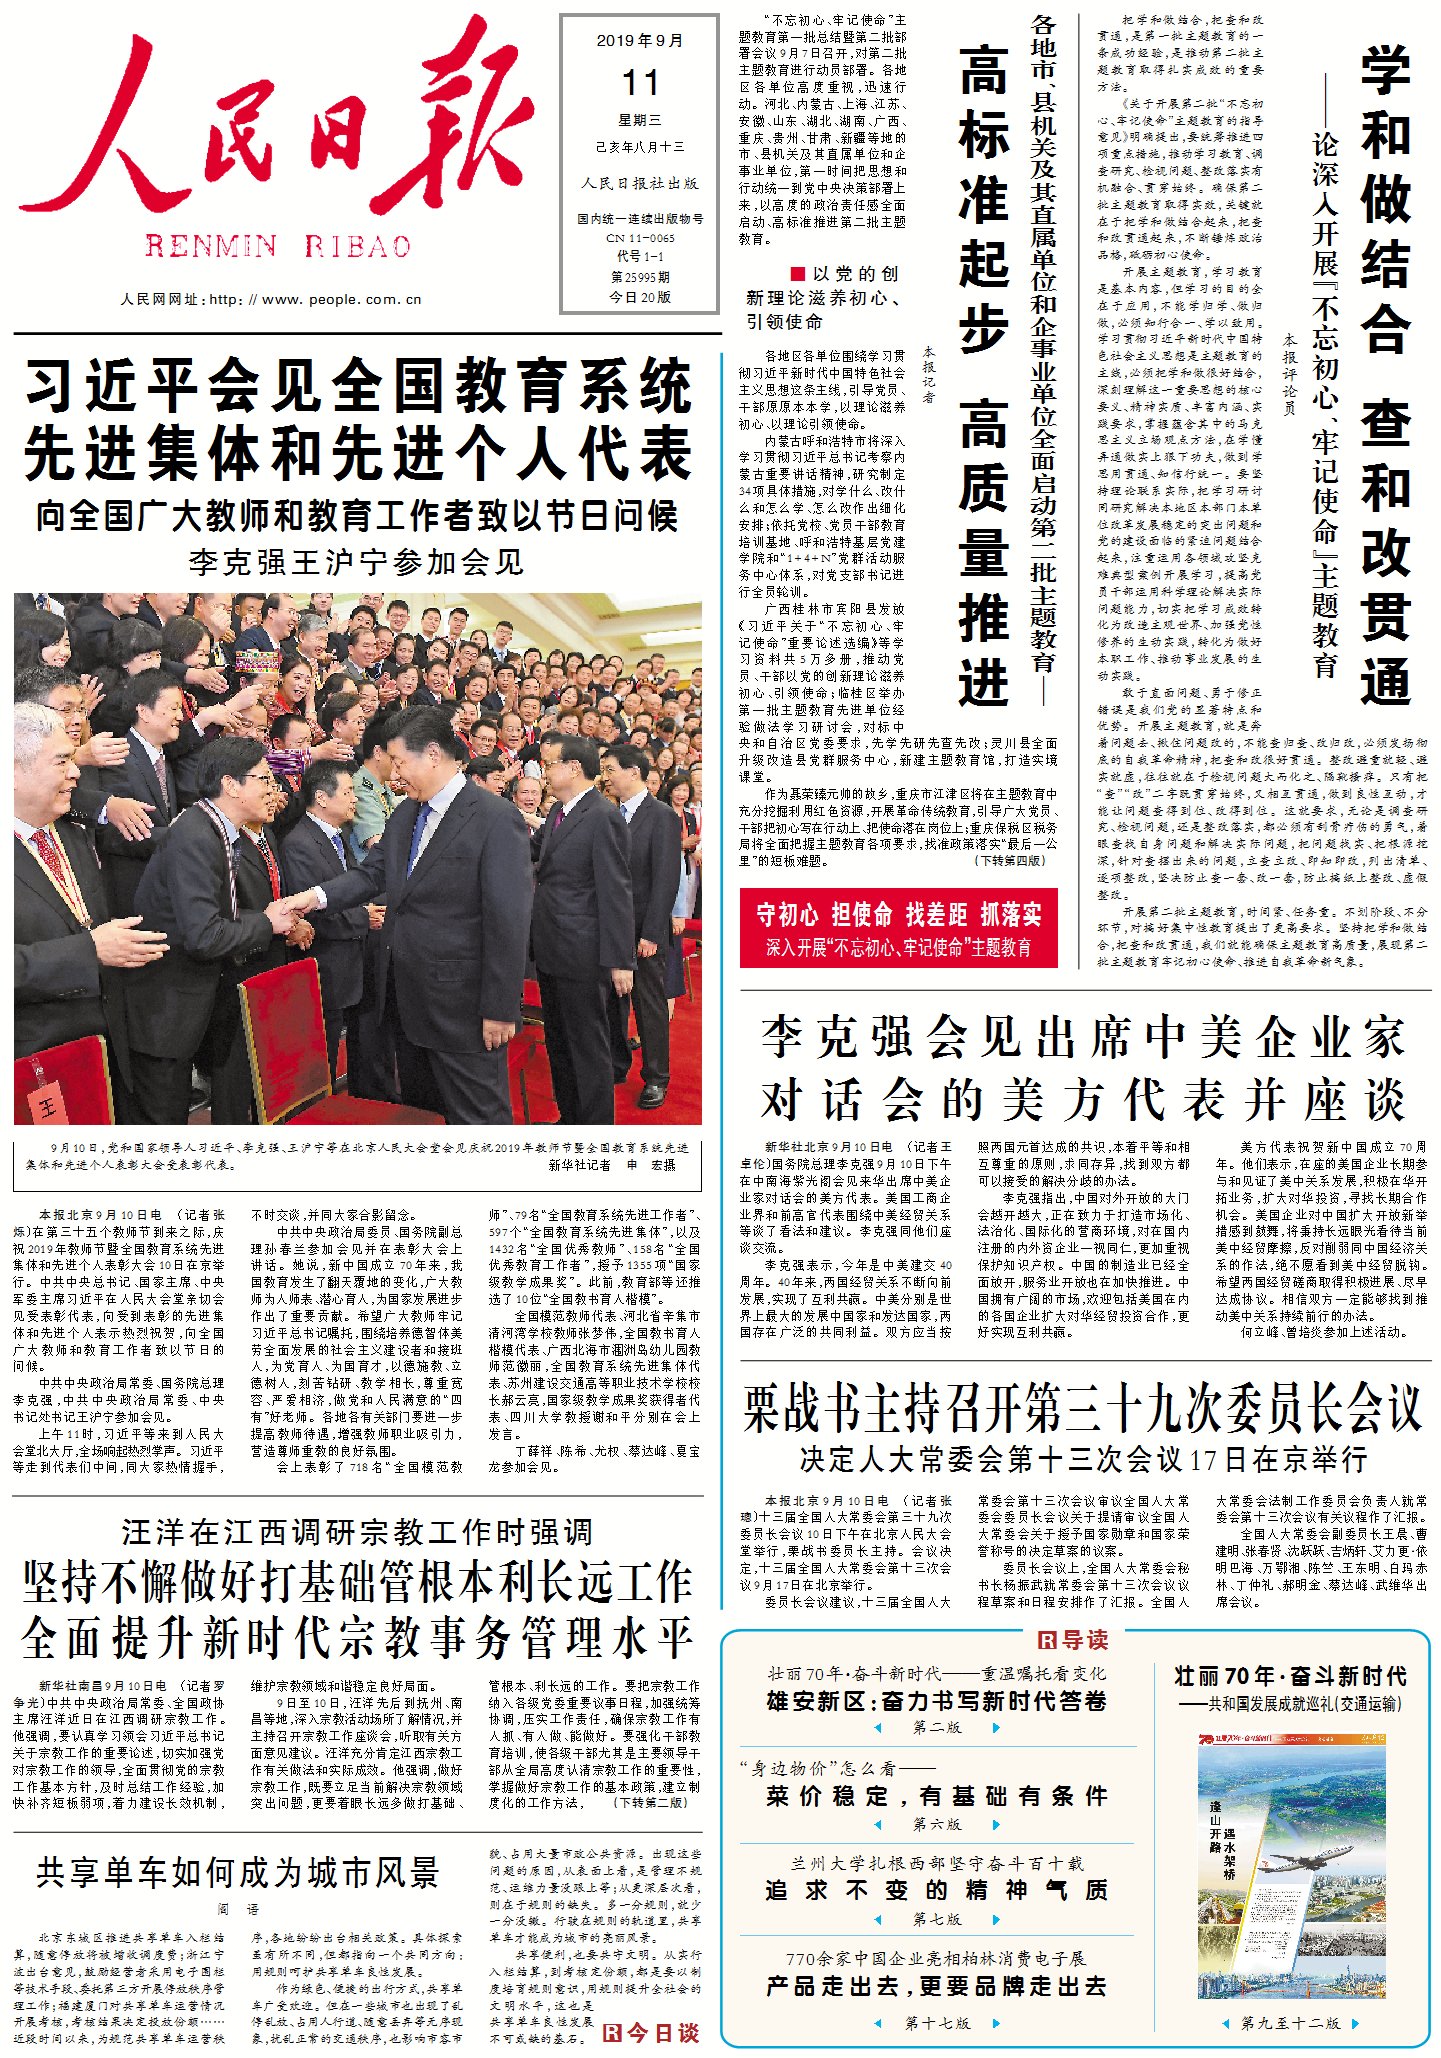 人民日报
RENMIN RIBAO
人民网网址:http://www.people.com.cn
2019年9月
11
星期三
己亥年八月十三
人民日报社出版
国内统一连续出版物号
CN 11-0065
代号1-1
第25995期
今日20版
习近平会见全国教育系统
先进集体和先进个人代表
向全国广大教师和教育工作者致以节日问候
李克强王沪宁参加会见
王
9月10日,党和国家领导人习近平、李克强、王沪宁等在北京人民大会堂会见庆祝2019年教师节暨全国教育系统先进
集体和先进个人表彰大会受表彰代表。
新华社记者 申 宏摄
本报北京9月10日电 (记者张
烁)在第三十五个教师节到来之际,庆
祝2019年教师节暨全国教育系统先进
集体和先进个人表彰大会10日在京举
行。中共中央总书记、国家主席、中央
军委主席习近平在人民大会堂亲切会
见受表彰代表,向受到表彰的先进集
体和先进个人表示热烈祝贺,向全国
广大教师和教育工作者致以节日的
问候。
中共中央政治局常委、国务院总理
李克强,中共中央政治局常委、中央
书记处书记王沪宁参加会见。
上午11时,习近平等来到人民大
会堂北大厅,全场响起热烈掌声。习近平
等走到代表们中间,同大家热情握手,
不时交谈,并同大家合影留念。
中共中央政治局委员、国务院副总
理孙春兰参加会见并在表彰大会上
讲话。她说,新中国成立70年来,我
国教育发生了翻天覆地的变化,广大教
师为人师表、潜心育人,为国家发展进步
作出了重要贡献。希望广大教师牢记
习近平总书记嘱托,围绕培养德智体美
劳全面发展的社会主义建设者和接班
人,为党育人、为国育才,以德施教、立
德树人,刻苦钻研、教学相长,尊重宽
容、严爱相济,做党和人民满意的“四
有”好老师。各地各有关部门要进一步
提高教师待遇,增强教师职业吸引力,
营造尊师重教的良好氛围。
会上表彰了718名“全国模范教
师”、79名“全国教育系统先进工作者”、
597个“全国教育系统先进集体”,以及
1432名“全国优秀教师”、158名“全国
优秀教育工作者”,授予1355项“国家
级教学成果奖”。此前,教育部等还推
选了10位“全国教书育人楷模”。
全国模范教师代表、河北省辛集市
清河湾学校教师张梦伟,全国教书育人
楷模代表、广西北海市涠洲岛幼儿园教
师范徽丽,全国教育系统先进集体代
表、苏州建设交通高等职业技术学校校
长郝云亮,国家级教学成果奖获得者代
表、四川大学教授谢和平分别在会上
发言。
丁薛祥、陈希、尤权、蔡达峰、夏宝
龙参加会见。
汪洋在江西调研宗教工作时强调
坚持不懈做好打基础管根本利长远工作
全面提升新时代宗教事务管理水平
新华社南昌9月10日电 (记者罗
争光)中共中央政治局常委、全国政协
主席汪洋近日在江西调研宗教工作。
他强调,要认真学习领会习近平总书记
关于宗教工作的重要论述,切实加强党
对宗教工作的领导,全面贯彻党的宗教
工作基本方针,及时总结工作经验,加
快补齐短板弱项,着力建设长效机制,
维护宗教领域和谐稳定良好局面。
9日至10日,汪洋先后到抚州、南
昌等地,深入宗教活动场所了解情况,并
主持召开宗教工作座谈会,听取有关方
面意见建议。汪洋充分肯定江西宗教工
作有关做法和实际成效。他强调,做好
宗教工作,既要立足当前解决宗教领域
突出问题,更要着眼长远多做打基础、
管根本、利长远的工作。要把宗教工作
纳入各级党委重要议事日程,加强统筹
协调,压实工作责任,确保宗教工作有
人抓、有人做、能做好。要强化干部教
育培训,使各级干部尤其是主要领导干
部从全局高度认清宗教工作的重要性,
掌握做好宗教工作的基本政策,建立制
度化的工作方法, (下转第二版)
共享单车如何成为城市风景
阎 语
北京东城区推进共享单车入栏结
算,随意停放将被增收调度费;浙江宁
波出台意见,鼓励经营者采用电子围栏
等技术手段、委托第三方开展停放秩序管
理工作;福建厦门对共享单车运营情况
开展考核,考核结果决定投放份额……
近段时间以来,为规范共享单车运营秩
序,各地纷纷出台相关政策。具体探索
虽有所不同,但都指向一个共同方向:
用规则呵护共享单车良性发展。
作为绿色、便捷的出行方式,共享单
车广受欢迎。但在一些城市也出现了乱
停乱放、占用人行道、随意丢弃等无序现
象,扰乱正常的交通秩序,也影响市容市
貌、占用大量市政公共资源。出现这些
问题的原因,从表面上看,是管理不规
范、运维力量没跟上等;从更深层次看,
则在于规则的缺失。多一分规则,就少
一分没辙。行驶在规则的轨道里,共享
单车才能成为城市的亮丽风景。
共享便利,也要共守文明。从实行
入栏结算,到考核定份额,都是要以制
度培育规则意识,用规则提升全社会的
文明水平,这也是
共享单车良性发展
不可或缺的基石。
R今日谈
“不忘初心、牢记使命”主
题教育第一批总结暨第二批部
署会议9月7日召开,对第二批
主题教育进行动员部署。各地
区各单位高度重视,迅速行
动。河北、内蒙古、上海、江苏、
安徽、山东、湖北、湖南、广西、
重庆、贵州、甘肃、新疆等地的
市、县机关及其直属单位和企
事业单位,第一时间把思想和
行动统一到党中央决策部署上
来,以高度的政治责任感全面
启动、高标准推进第二批主题
教育。
■以党的创
新理论滋养初心、
引领使命
各地区各单位围绕学习贯
彻习近平新时代中国特色社会
主义思想这条主线,引导党员、
干部原原本本学,以理论滋养
初心、以理论引领使命。
内蒙古呼和浩特市将深入
学习贯彻习近平总书记考察内
蒙古重要讲话精神,研究制定
34项具体措施,对学什么、改什
么和怎么学、怎么改作出细化
安排;依托党校、党员干部教育
培训基地、呼和浩特基层党建
学院和“1+4+N”党群活动服
务中心体系,对党支部书记进
行全员轮训。
广西桂林市宾阳县发放
《习近平关于“不忘初心、牢
记使命”重要论述选编》等学
习资料共5万多册,推动党
员、干部以党的创新理论滋养
初心、引领使命;临桂区举办
第一批主题教育先进单位经
验做法学习研讨会,对标中
央和自治区党委要求,先学先研先查先改;灵川县全面
升级改造县党群服务中心,新建主题教育馆,打造实境
课堂。
作为聂荣臻元帅的故乡,重庆市江津区将在主题教育中
充分挖掘利用红色资源,开展革命传统教育,引导广大党员、
干部把初心写在行动上、把使命落在岗位上;重庆保税区税务
局将全面把握主题教育各项要求,找准政策落实“最后一公
里”的短板难题。 (下转第四版)
各地市、县机关及其直属单位和企事业单位全面启动第二批主题教育——
高标准起步 高质量推进
本报记者
守初心 担使命 找差距 抓落实
深入开展“不忘初心、牢记使命”主题教育
学和做结合 查和改贯通
——论深入开展『不忘初心、牢记使命』主题教育
本报评论员
把学和做结合,把查和改
贯通,是第一批主题教育的一
条成功经验,是推动第二批主
题教育取得扎实成效的重要
方法。
《关于开展第二批“不忘初
心、牢记使命”主题教育的指导
意见》明确提出,要统筹推进四
项重点措施,推动学习教育、调
查研究、检视问题、整改落实有
机融合、贯穿始终。确保第二
批主题教育取得实效,关键就
在于把学和做结合起来,把查
和改贯通起来,不断锤炼政治
品格,砥砺初心使命。
开展主题教育,学习教育
是基本内容,但学习的目的全
在于应用,不能学归学、做归
做,必须知行合一、学以致用。
学习贯彻习近平新时代中国特
色社会主义思想是主题教育的
主线,必须把学和做很好结合,
深刻理解这一重要思想的核心
要义、精神实质、丰富内涵、实
践要求,掌握蕴含其中的马克
思主义立场观点方法,在学懂
弄通做实上狠下功夫,做到学
思用贯通、知信行统一。要坚
持理论联系实际,把学习研讨
同研究解决本地区本部门本单
位改革发展稳定的突出问题和
党的建设面临的紧迫问题结合
起来,注重运用各领域攻坚克
难典型案例开展学习,提高党
员干部运用科学理论解决实际
问题能力,切实把学习成效转
化为改造主观世界、加强党性
修养的生动实践,转化为做好
本职工作、推动事业发展的生
动实践。
敢于直面问题、勇于修正
错误是我们党的显著特点和
优势。开展主题教育,就是奔
着问题去、揪住问题改的,不能查归查、改归改,必须发扬彻
底的自我革命精神,把查和改很好贯通。整改避重就轻、避
实就虚,往往就在于检视问题大而化之、隔靴搔痒。只有把
“查”“改”二字既贯穿始终,又相互贯通,做到良性互动,才
能让问题查得到位、改得到位。这就要求,无论是调查研
究、检视问题,还是整改落实,都必须有刮骨疗伤的勇气,着
眼查找自身问题和解决实际问题,把问题找实、把根源挖
深,针对查摆出来的问题,立查立改、即知即改,列出清单、
逐项整改,坚决防止查一套、改一套,防止搞纸上整改、虚假
整改。
开展第二批主题教育,时间紧、任务重。不划阶段、不分
环节,对搞好集中性教育提出了更高要求。坚持把学和做结
合,把查和改贯通,我们就能确保主题教育高质量,展现第二
批主题教育牢记初心使命、推进自我革命新气象。
李克强会见出席中美企业家
对话会的美方代表并座谈
新华社北京9月10日电 (记者王
卓伦)国务院总理李克强9月10日下午
在中南海紫光阁会见来华出席中美企
业家对话会的美方代表。美国工商企
业界和前高官代表围绕中美经贸关系
等谈了看法和建议。李克强同他们座
谈交流。
李克强表示,今年是中美建交40
周年。40年来,两国经贸关系不断向前
发展,实现了互利共赢。中美分别是世
界上最大的发展中国家和发达国家,两
国存在广泛的共同利益。双方应当按
照两国元首达成的共识,本着平等和相
互尊重的原则,求同存异,找到双方都
可以接受的解决分歧的办法。
李克强指出,中国对外开放的大门
会越开越大,正在致力于打造市场化、
法治化、国际化的营商环境,对在国内
注册的内外资企业一视同仁,更加重视
保护知识产权。中国的制造业已经全
面放开,服务业开放也在加快推进。中
国拥有广阔的市场,欢迎包括美国在内
的各国企业扩大对华经贸投资合作,更
好实现互利共赢。
美方代表祝贺新中国成立70周
年。他们表示,在座的美国企业长期参
与和见证了美中关系发展,积极在华开
拓业务,扩大对华投资,寻找长期合作
机会。美国企业对中国扩大开放新举
措感到鼓舞,将秉持长远眼光看待当前
美中经贸摩擦,反对削弱同中国经济关
系的作法,绝不愿看到美中经贸脱钩。
希望两国经贸磋商取得积极进展、尽早
达成协议。相信双方一定能够找到推
动美中关系持续前行的办法。
何立峰、曾培炎参加上述活动。
栗战书主持召开第三十九次委员长会议
决定人大常委会第十三次会议17日在京举行
本报北京9月10日电 (记者张
璁)十三届全国人大常委会第三十九次
委员长会议10日下午在北京人民大会
堂举行,栗战书委员长主持。会议决
定,十三届全国人大常委会第十三次会
议9月17日在北京举行。
委员长会议建议,十三届全国人大
常委会第十三次会议审议全国人大常
委会委员长会议关于提请审议全国人
大常委会关于授予国家勋章和国家荣
誉称号的决定草案的议案。
委员长会议上,全国人大常委会秘
书长杨振武就常委会第十三次会议议
程草案和日程安排作了汇报。全国人
大常委会法制工作委员会负责人就常
委会第十三次会议有关议程作了汇报。
全国人大常委会副委员长王晨、曹
建明、张春贤、沈跃跃、吉炳轩、艾力更·依
明巴海、万鄂湘、陈竺、王东明、白玛赤
林、丁仲礼、郝明金、蔡达峰、武维华出
席会议。
R导读
壮丽70年·奋斗新时代——重温嘱托看变化
雄安新区:奋力书写新时代答卷
第二版
“身边物价”怎么看——
菜价稳定,有基础有条件
第六版
兰州大学扎根西部坚守奋斗百十载
追求不变的精神气质
第七版
770余家中国企业亮相柏林消费电子展
产品走出去,更要品牌走出去
第十七版
壮丽70年·奋斗新时代
——共和国发展成就巡礼(交通运输)
逢山开路
遇水架桥
第九至十二版